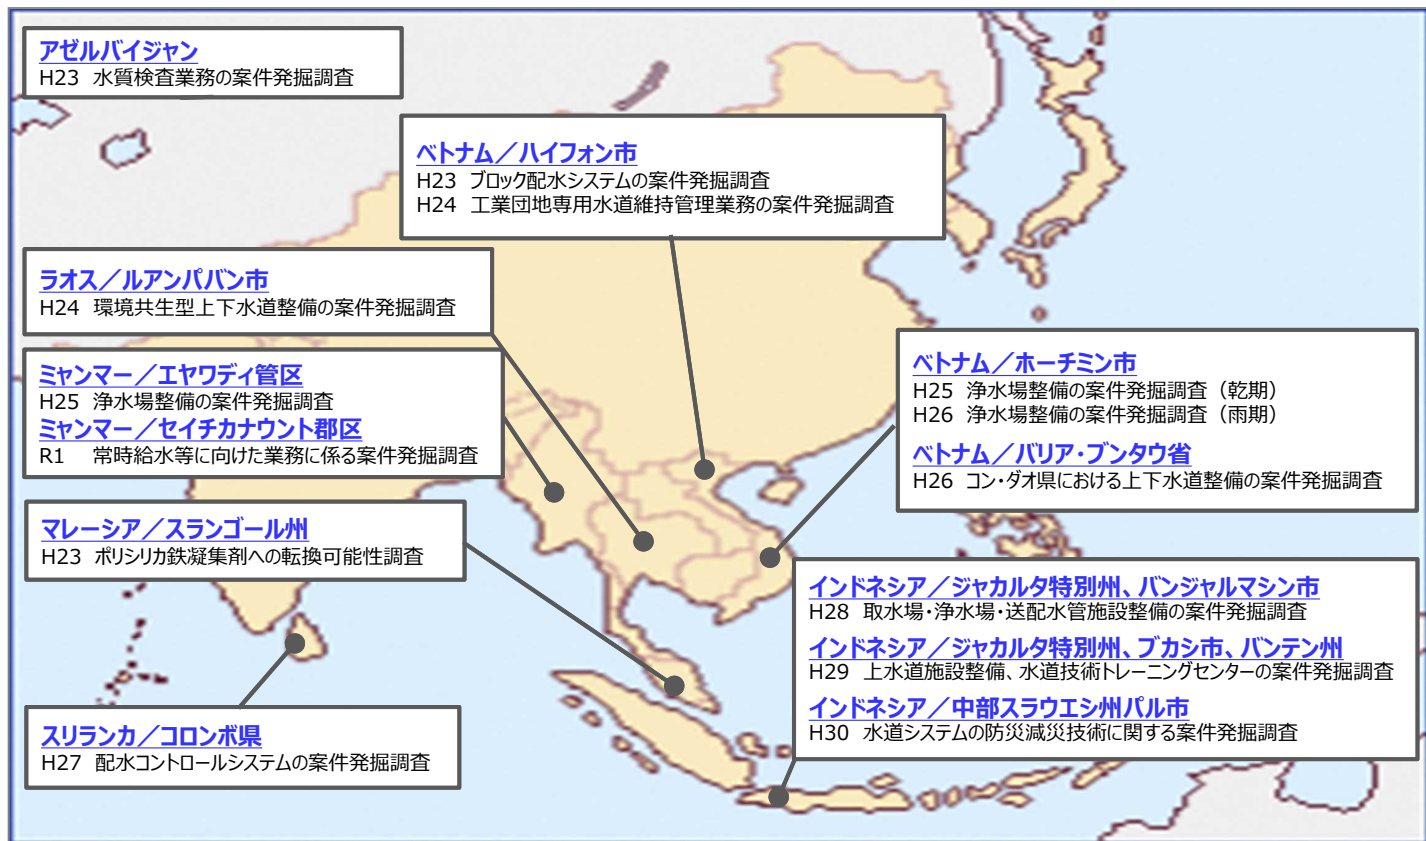 アゼルバイジャン
H23 水質検査業務の案件発掘調査
ベトナム／ハイフォン市
H23 ブロック配水システムの案件発掘調査
H24 工業団地専用水道維持管理業務の案件発掘調査
ラオス／ルアンパバン市
H24 環境共生型上下水道整備の案件発掘調査
ミャンマー／エヤワディ管区
H25 浄水場整備の案件発掘調査
ミャンマー／セイチカナウント郡区
R1 常時給水等に向けた業務に係る案件発掘調査
ベトナム／ホーチミン市
H25 浄水場整備の案件発掘調査（乾期）
H26 浄水場整備の案件発掘調査（雨期）
ベトナム／バリア・ブンタウ省
H26 コン・ダオ県における上下水道整備の案件発掘調査
マレーシア／スランゴール州
H23 ポリシリカ鉄凝集剤への転換可能性調査
インドネシア／ジャカルタ特別州、バンジャルマシン市
H28 取水場・浄水場・送配水管施設整備の案件発掘調査
インドネシア／ジャカルタ特別州、ブカシ市、バンテン州
H29 上水道施設整備、水道技術トレーニングセンターの案件発掘調査
インドネシア／中部スラウエシ州パル市
H30 水道システムの防災減災技術に関する案件発掘調査
スリランカ／コロンボ県
H27 配水コントロールシステムの案件発掘調査